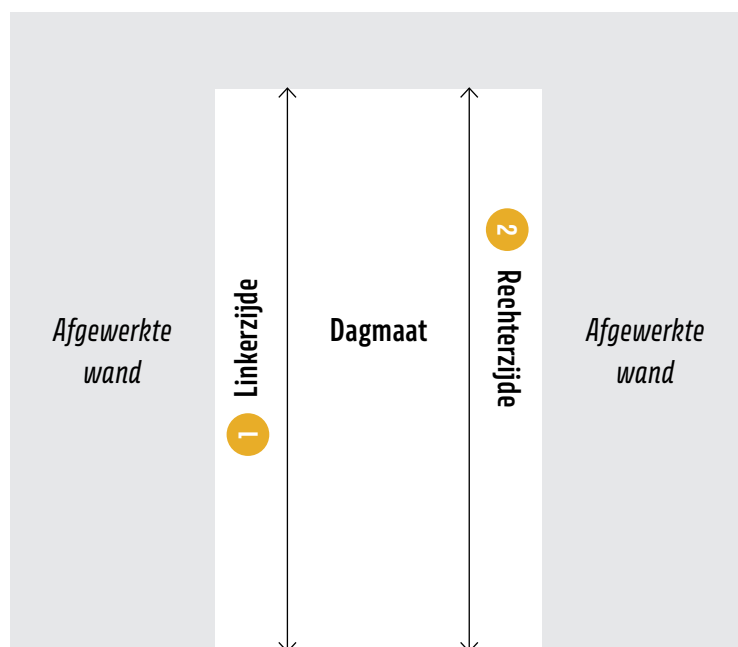 Afgewerkte
wand
1 Linkerzijde
Dagmaat
2 Rechterzijde
Afgewerkte
wand